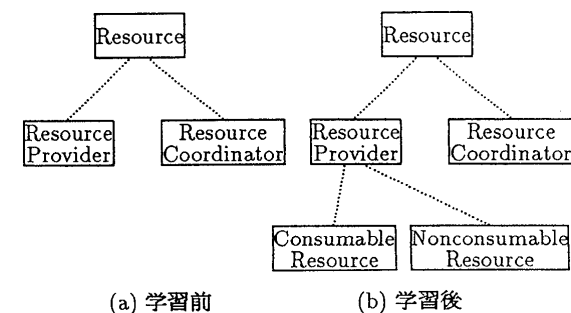 Resource
Resource
Provider
Resource
Coordinator
(a) 学習前
Resource
Resource
Provider
Resource
Coordinator
Consumable
Resource
Nonconsumable
Resource
(b) 学習後